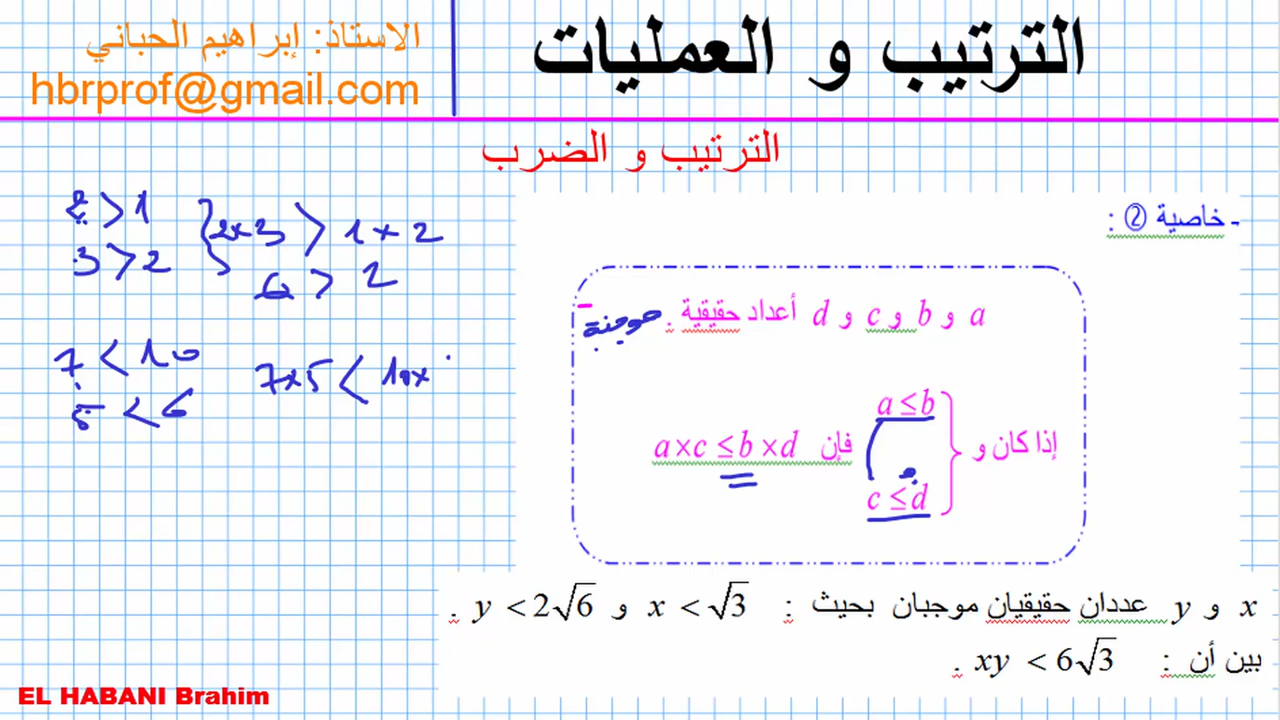 الاستاذ: إبراهيم الحباني
hbrprof@gmail.com
الترتيب و العمليات
الترتيب و الضرب
- خاصية ② :
a و b و c و d أعداد حقيقية موجبة .
إذا كان و } a ≤ b
c ≤ d
فإن a×c ≤ b×d
x و y عددان حقيقيان موجبان بحيث : x < √3 و y < 2√6 .
بين أن : xy < 6√3 .
2 > 1
3 > 2
} 2×3 > 1×2
6 > 2
7 < 10
5 < 6
7×5 < 10×
EL HABANI Brahim